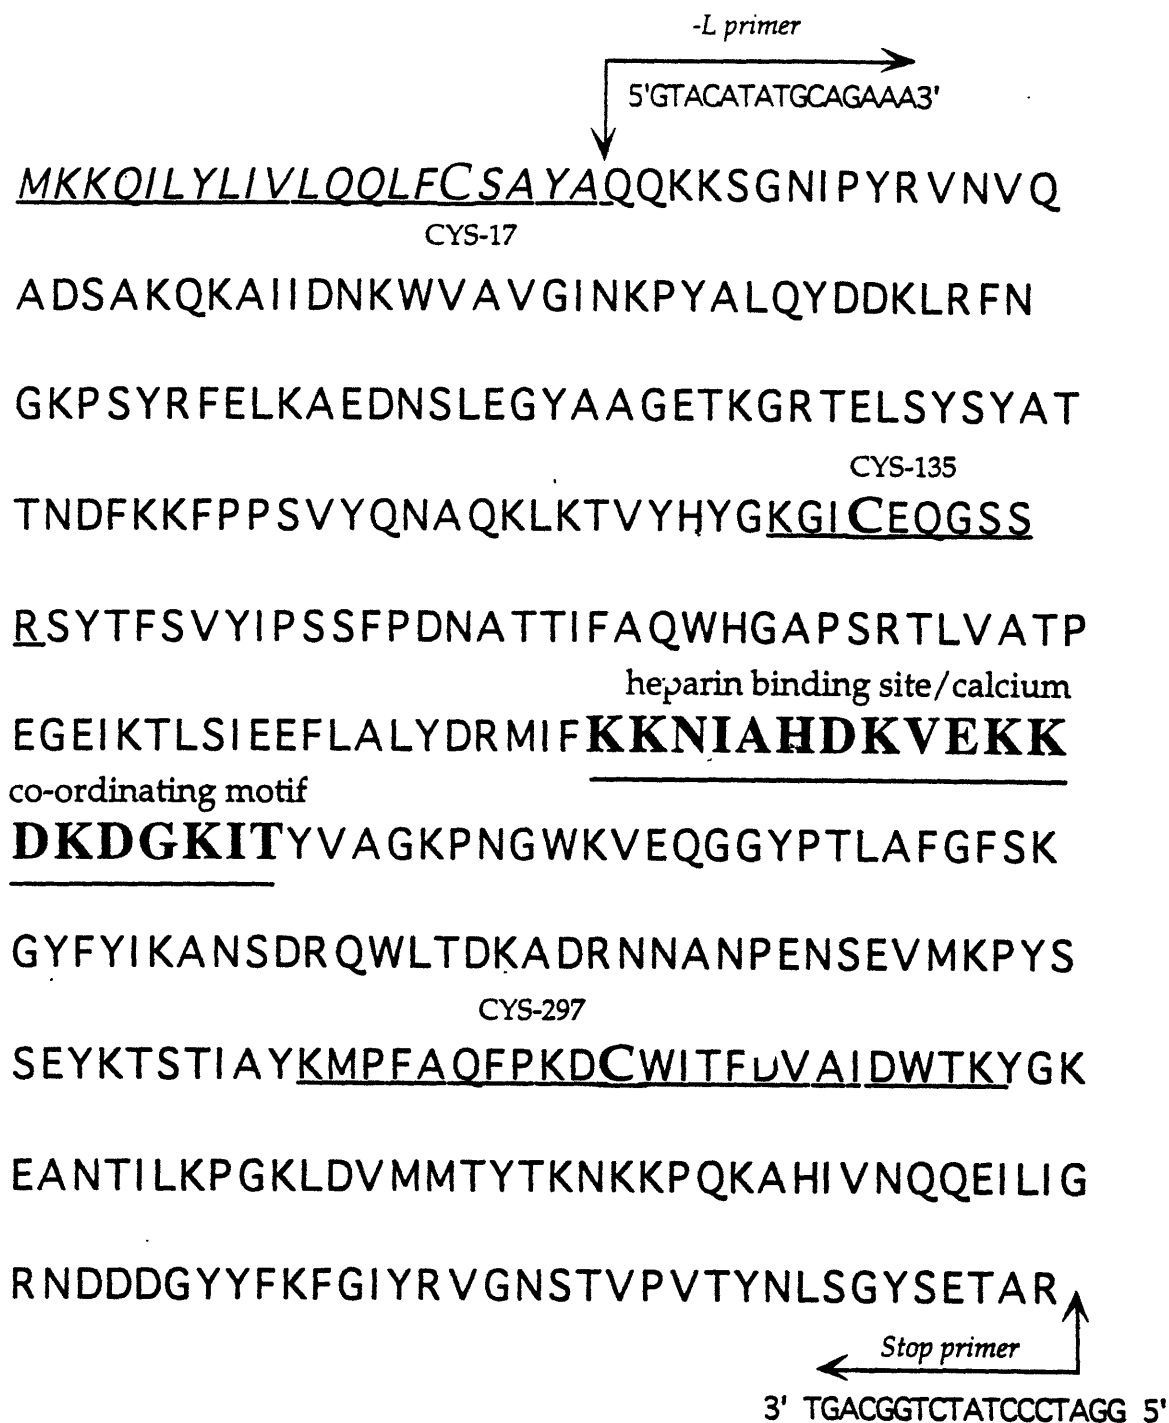 -L primer
5'GTACATATGCAGAAA3'
MKKQILYLIVLQQLFCSAYAQQKKSGNIPYRVNVQ
CYS-17
ADSAKQKAIIDNKWVAVGINKPYALQYDDKLRFN
GKPSYRFELKAEDNSLEGYAAGETKGRTELSYSYAT
CYS-135
TNDFKKFPPSVYQNAQKLKTVYHYGKGICEQGSS
RSYTFSVYIPSSFPDNATTIFAQWHGAPSRTLVATP
heparin binding site/calcium
EGEIKTLSIEEFLALYDRMIFKKNIAHDKVEKK
co-ordinating motif
DKDGKITYVAGKPNGWKVEQGGYPTLAFGFSK
GYFYIKANSDRQWLTDKADRNNANPENSEVMKPYS
CYS-297
SEYKTSTIAYKMPFAQFPKDCWITFDVAIDWTKYGK
EANTILKPGKLDVMMTYTKNKKPQKAHIVNQQEILIG
RNDDDGYYFKFGIYRVGNSTVPVTYNLSGYSETAR
Stop primer
3' TGACGGTCTATCCCTAGG 5'